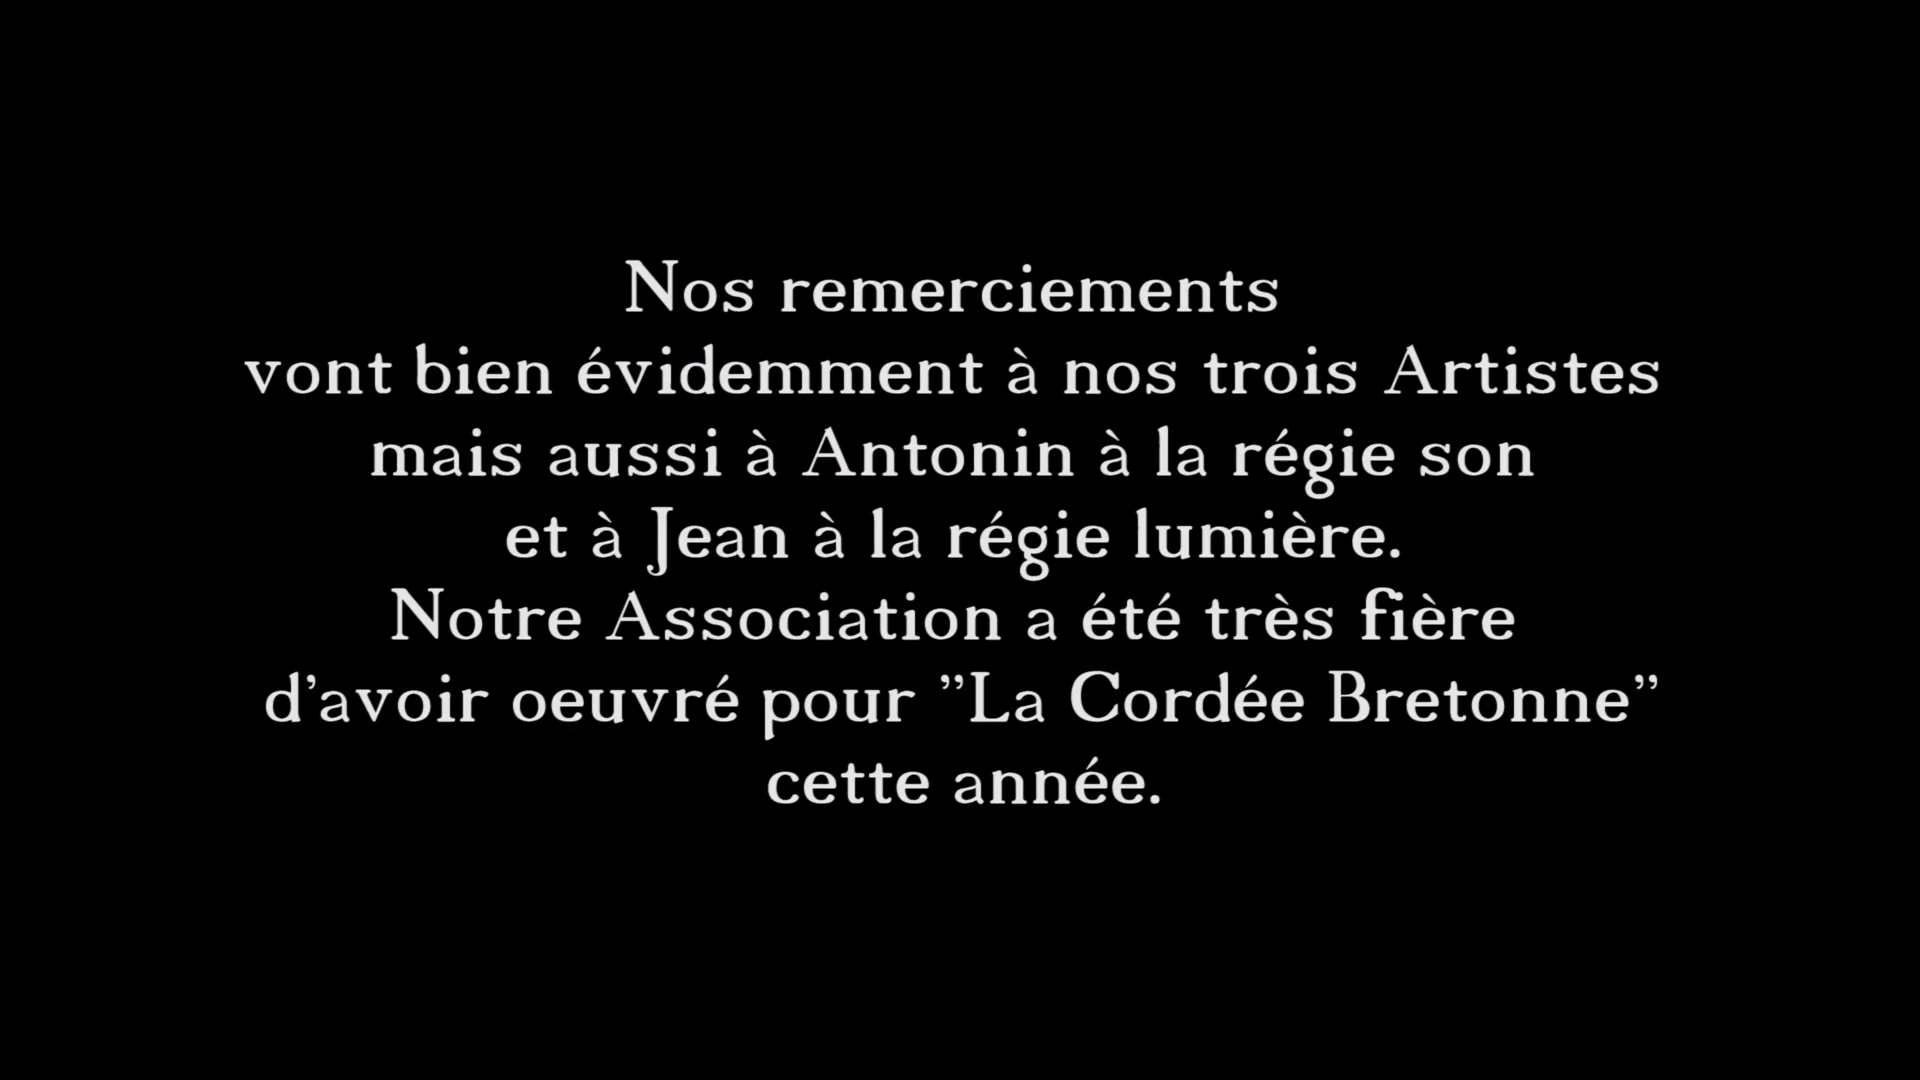 Nos remerciements
vont bien évidemment à nos trois Artistes
mais aussi à Antonin à la régie son
et à Jean à la régie lumière.
Notre Association a été très fière
d’avoir oeuvré pour ”La Cordée Bretonne”
cette année.